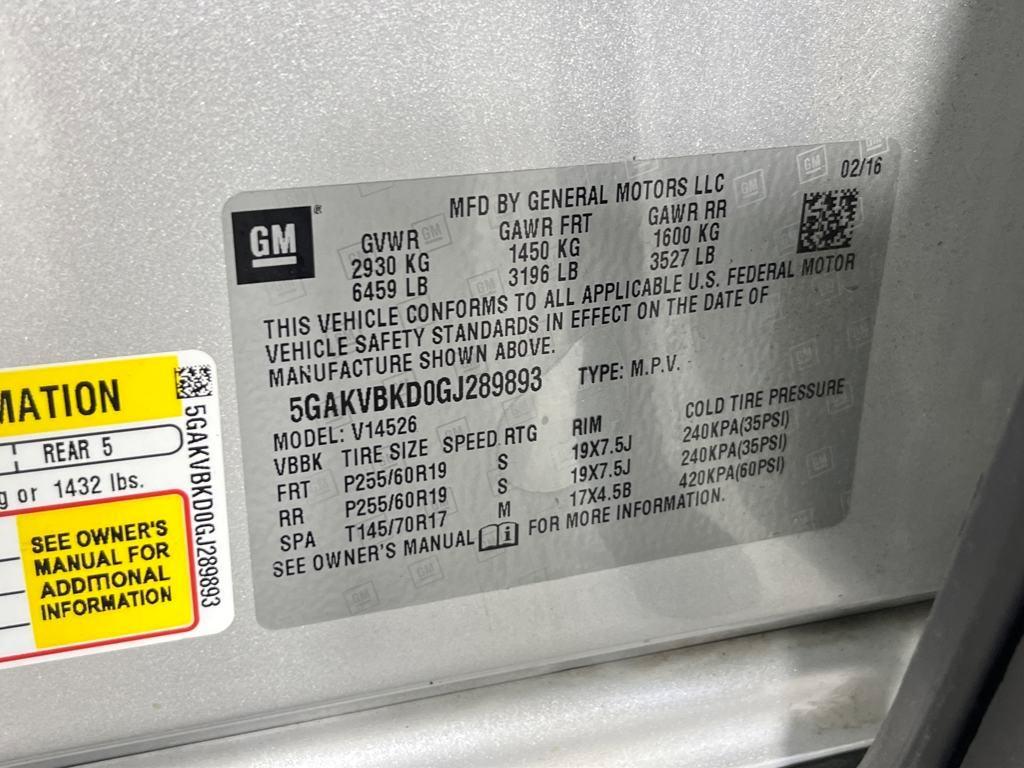 GM
MFD BY GENERAL MOTORS LLC
02/16
GVWR GAWR FRT GAWR RR
2930 KG 1450 KG 1600 KG
6459 LB 3196 LB 3527 LB
THIS VEHICLE CONFORMS TO ALL APPLICABLE U.S. FEDERAL MOTOR
VEHICLE SAFETY STANDARDS IN EFFECT ON THE DATE OF
MANUFACTURE SHOWN ABOVE.
5GAKVBKD0GJ289893 TYPE: M.P.V.
MODEL: V14526
VBBK TIRE SIZE SPEED RTG RIM COLD TIRE PRESSURE
FRT P255/60R19 S 19X7.5J 240KPA(35PSI)
RR P255/60R19 S 19X7.5J 240KPA(35PSI)
SPA T145/70R17 M 17X4.5B 420KPA(60PSI)
SEE OWNER'S MANUAL FOR MORE INFORMATION.
MATION
REAR 5
g or 1432 lbs.
SEE OWNER'S
MANUAL FOR
ADDITIONAL
INFORMATION
5GAKVBKD0GJ289893